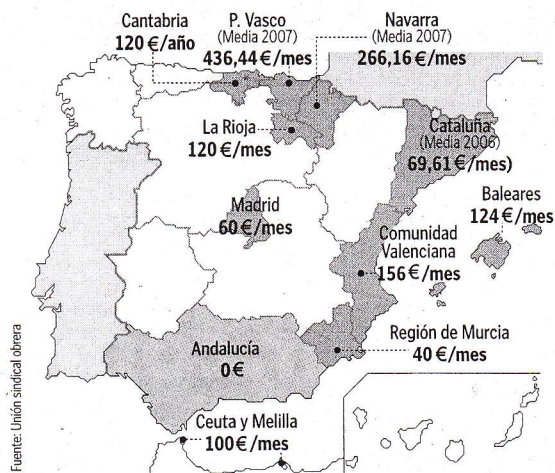 Cantabria
120 €/año
P. Vasco
(Media 2007)
436,44 €/mes
Navarra
(Media 2007)
266,16 €/mes
La Rioja
120 €/mes
Cataluña
(Media 2006)
69,61 €/mes)
Baleares
124 €/mes
Madrid
60 €/mes
Comunidad
Valenciana
156 €/mes
Región de Murcia
40 €/mes
Andalucía
0 €
Ceuta y Melilla
100 €/mes
Fuente: Unión sindical obrera